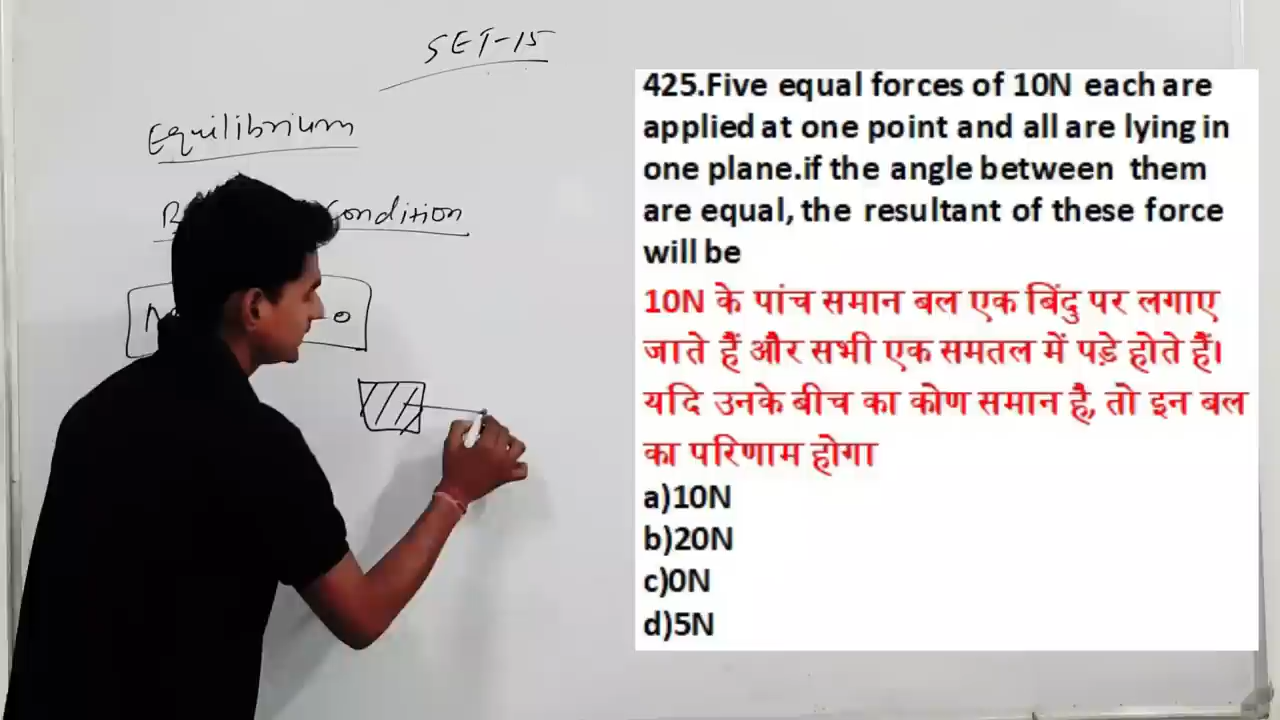 SET-15
Equilibrium
Condition
425.Five equal forces of 10N each are
applied at one point and all are lying in
one plane.if the angle between them
are equal, the resultant of these force
will be
10N के पांच समान बल एक बिंदु पर लगाए
जाते हैं और सभी एक समतल में पड़े होते हैं।
यदि उनके बीच का कोण समान है, तो इन बल
का परिणाम होगा
a)10N
b)20N
c)0N
d)5N